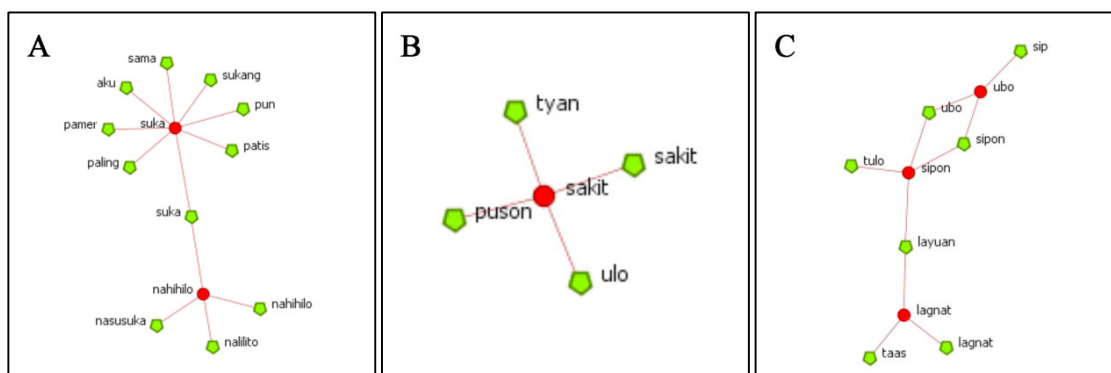 A
sama
aku
sukang
pun
pamer
suka
patis
paling
suka
nahihilo
nahihilo
nasusuka
nalilito
B
tyan
sakit
sakit
puson
ulo
C
sip
ubo
ubo
sipon
tulo
sipon
layuan
lagnat
taas
lagnat